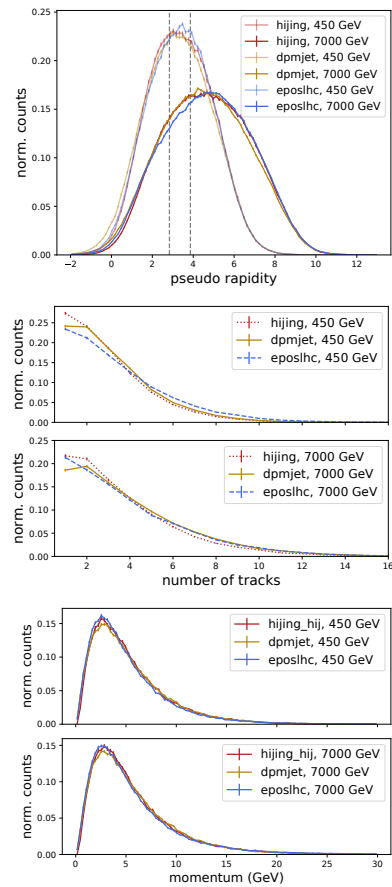 hijing, 450 GeV
hijing, 7000 GeV
dpmjet, 450 GeV
dpmjet, 7000 GeV
eposlhc, 450 GeV
eposlhc, 7000 GeV
norm. counts
0.25
0.20
0.15
0.10
0.05
0.00
−2 0 2 4 6 8 10 12
pseudo rapidity
hijing, 450 GeV
dpmjet, 450 GeV
eposlhc, 450 GeV
norm. counts
0.25
0.20
0.15
0.10
0.05
0.00
hijing, 7000 GeV
dpmjet, 7000 GeV
eposlhc, 7000 GeV
norm. counts
0.25
0.20
0.15
0.10
0.05
0.00
2 4 6 8 10 12 14 16
number of tracks
hijing_hij, 450 GeV
dpmjet, 450 GeV
eposlhc, 450 GeV
norm. counts
0.15
0.10
0.05
0.00
hijing_hij, 7000 GeV
dpmjet, 7000 GeV
eposlhc, 7000 GeV
norm. counts
0.15
0.10
0.05
0.00
0 5 10 15 20 25 30
momentum (GeV)